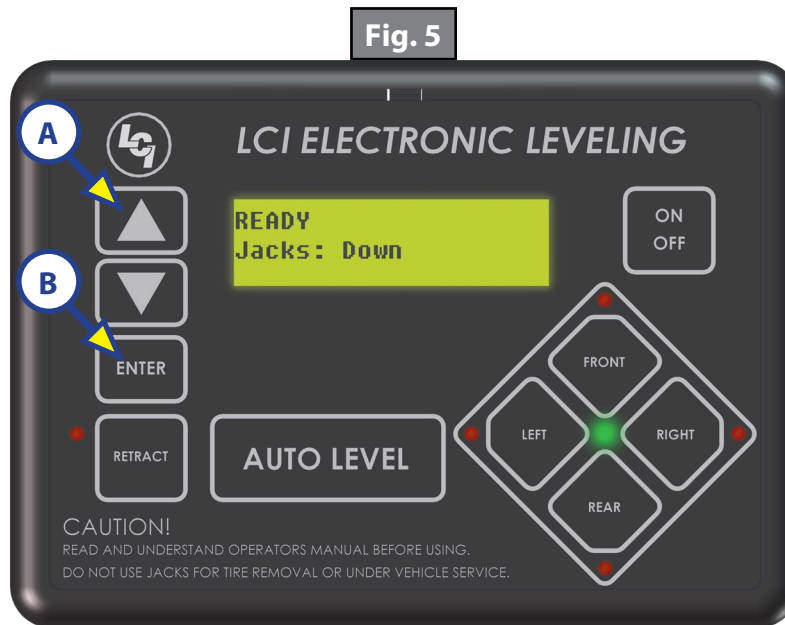 Fig. 5
A
LCI
LCI ELECTRONIC LEVELING
READY
Jacks: Down
ON
OFF
B
ENTER
FRONT
LEFT
RIGHT
REAR
RETRACT
AUTO LEVEL
CAUTION!
READ AND UNDERSTAND OPERATORS MANUAL BEFORE USING.
DO NOT USE JACKS FOR TIRE REMOVAL OR UNDER VEHICLE SERVICE.